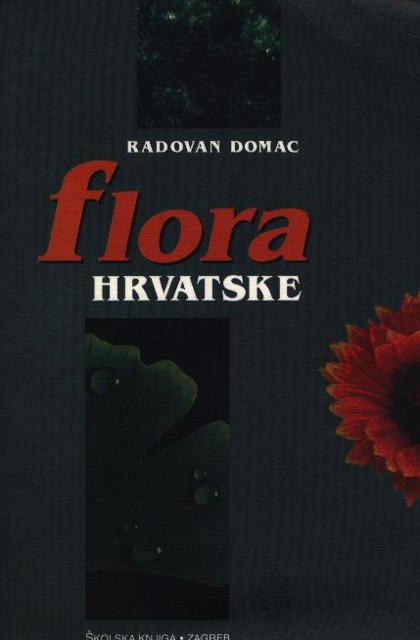 RADOVAN DOMAC
flora
HRVATSKE
ŠKOLSKA KNJIGA • ZAGREB